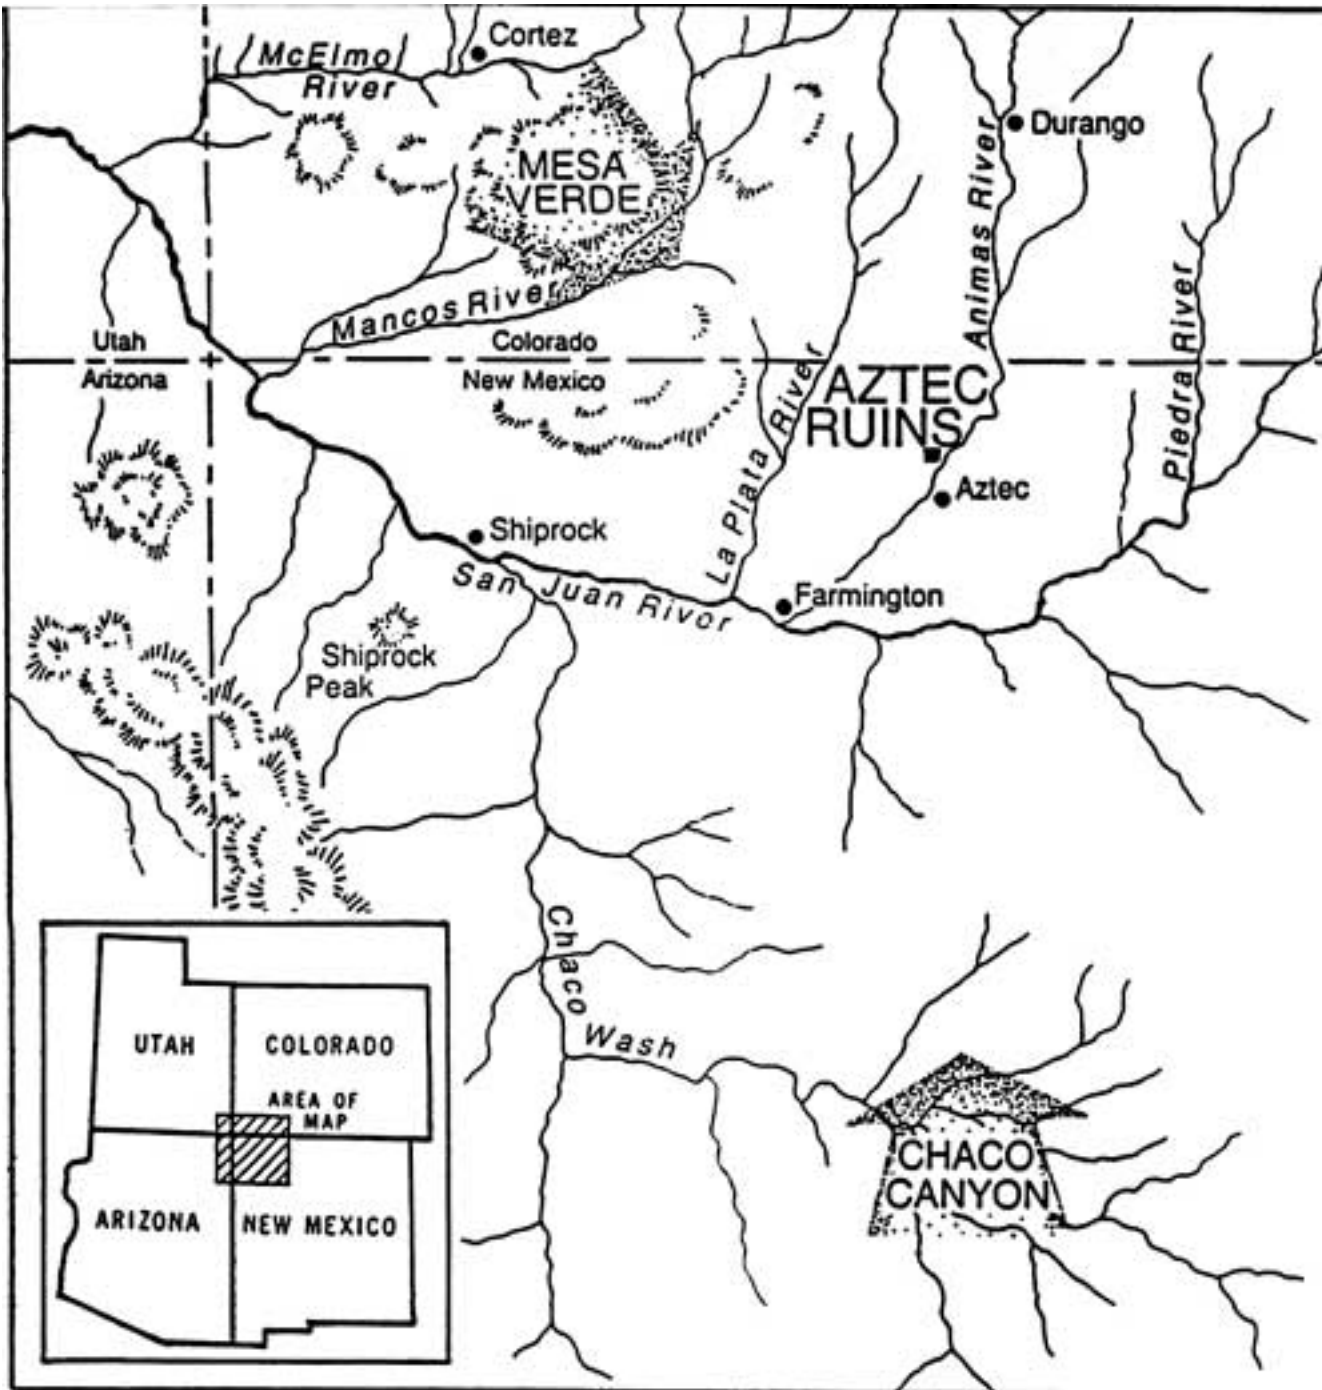 McElmo
River
Cortez
Durango
MESA
VERDE
Animas River
Mancos River
Piedra River
Utah
Arizona
Colorado
New Mexico
La Plata River
AZTEC
RUINS
Aztec
Shiprock
San Juan Rivor
Farmington
Shiprock
Peak
Chaco
Wash
CHACO
CANYON
UTAH
COLORADO
AREA OF
MAP
ARIZONA
NEW MEXICO